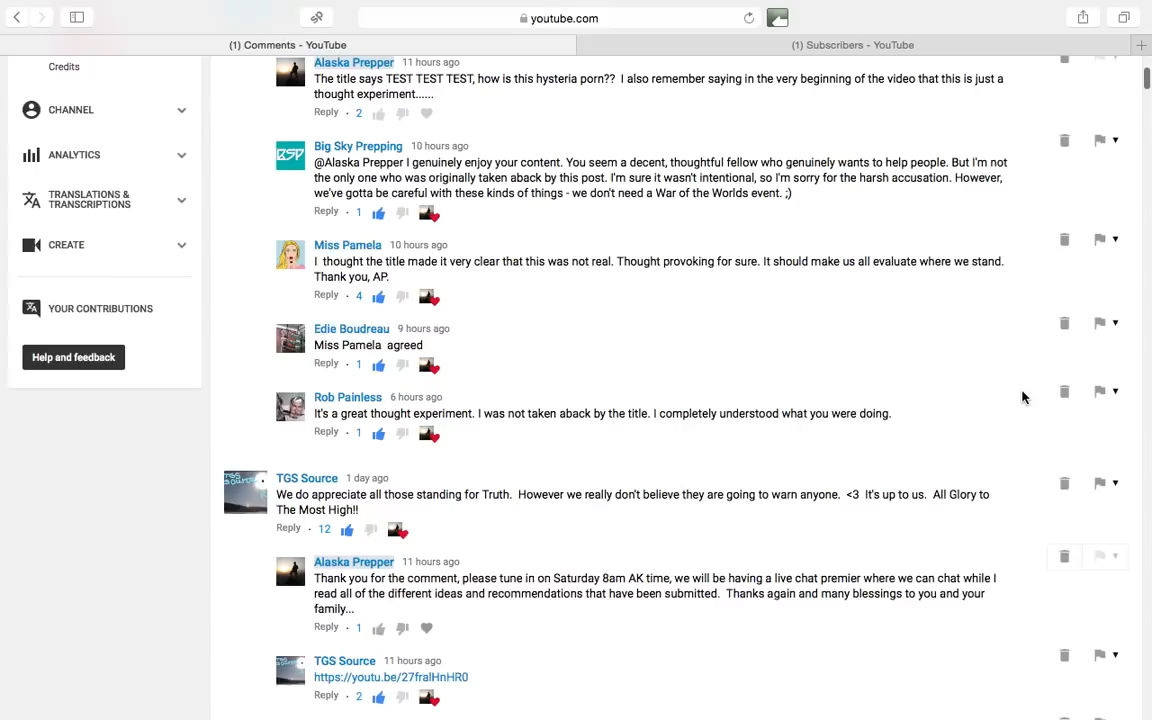 youtube.com
(1) Comments - YouTube
(1) Subscribers - YouTube
Credits
CHANNEL
ANALYTICS
TRANSLATIONS &
TRANSCRIPTIONS
CREATE
YOUR CONTRIBUTIONS
Help and feedback
Alaska Prepper 11 hours ago
The title says TEST TEST TEST, how is this hysteria porn?? I also remember saying in the very beginning of the video that this is just a
thought experiment......
Reply · 2
Big Sky Prepping 10 hours ago
@Alaska Prepper I genuinely enjoy your content. You seem a decent, thoughtful fellow who genuinely wants to help people. But I'm not
the only one who was originally taken aback by this post. I'm sure it wasn't intentional, so I'm sorry for the harsh accusation. However,
we've gotta be careful with these kinds of things - we don't need a War of the Worlds event. ;)
Reply · 1
BSP
Miss Pamela 10 hours ago
I thought the title made it very clear that this was not real. Thought provoking for sure. It should make us all evaluate where we stand.
Thank you, AP.
Reply · 4
Edie Boudreau 9 hours ago
Miss Pamela agreed
Reply · 1
Rob Painless 6 hours ago
It's a great thought experiment. I was not taken aback by the title. I completely understood what you were doing.
Reply · 1
TGS Source 1 day ago
We do appreciate all those standing for Truth. However we really don't believe they are going to warn anyone. <3 It's up to us. All Glory to
The Most High!!
Reply · 12
Alaska Prepper 11 hours ago
Thank you for the comment, please tune in on Saturday 8am AK time, we will be having a live chat premier where we can chat while I
read all of the different ideas and recommendations that have been submitted. Thanks again and many blessings to you and your
family...
Reply · 1
TGS Source 11 hours ago
https://youtu.be/27fralHnHR0
Reply · 2